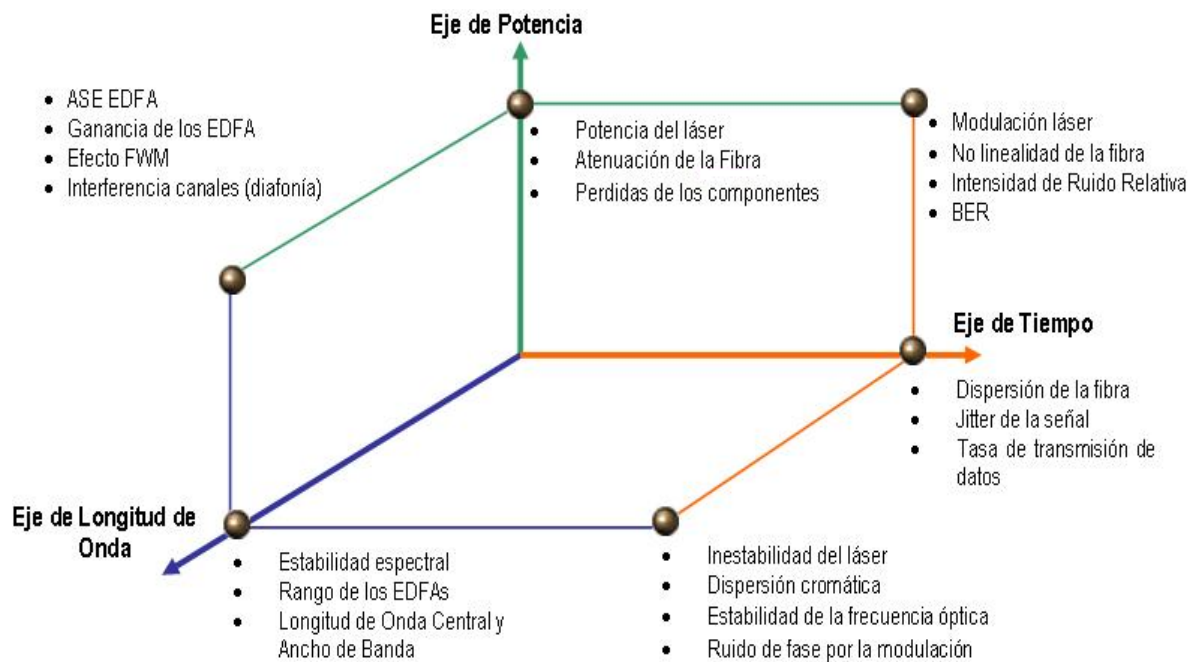 Eje de Potencia
• ASE EDFA
• Ganancia de los EDFA
• Efecto FWM
• Interferencia canales (diafonía)
• Potencia del láser
• Atenuación de la Fibra
• Perdidas de los componentes
• Modulación láser
• No linealidad de la fibra
• Intensidad de Ruido Relativa
• BER
Eje de Tiempo
• Dispersión de la fibra
• Jitter de la señal
• Tasa de transmisión de
datos
Eje de Longitud de
Onda
• Estabilidad espectral
• Rango de los EDFAs
• Longitud de Onda Central y
Ancho de Banda
• Inestabilidad del láser
• Dispersión cromática
• Estabilidad de la frecuencia óptica
• Ruido de fase por la modulación